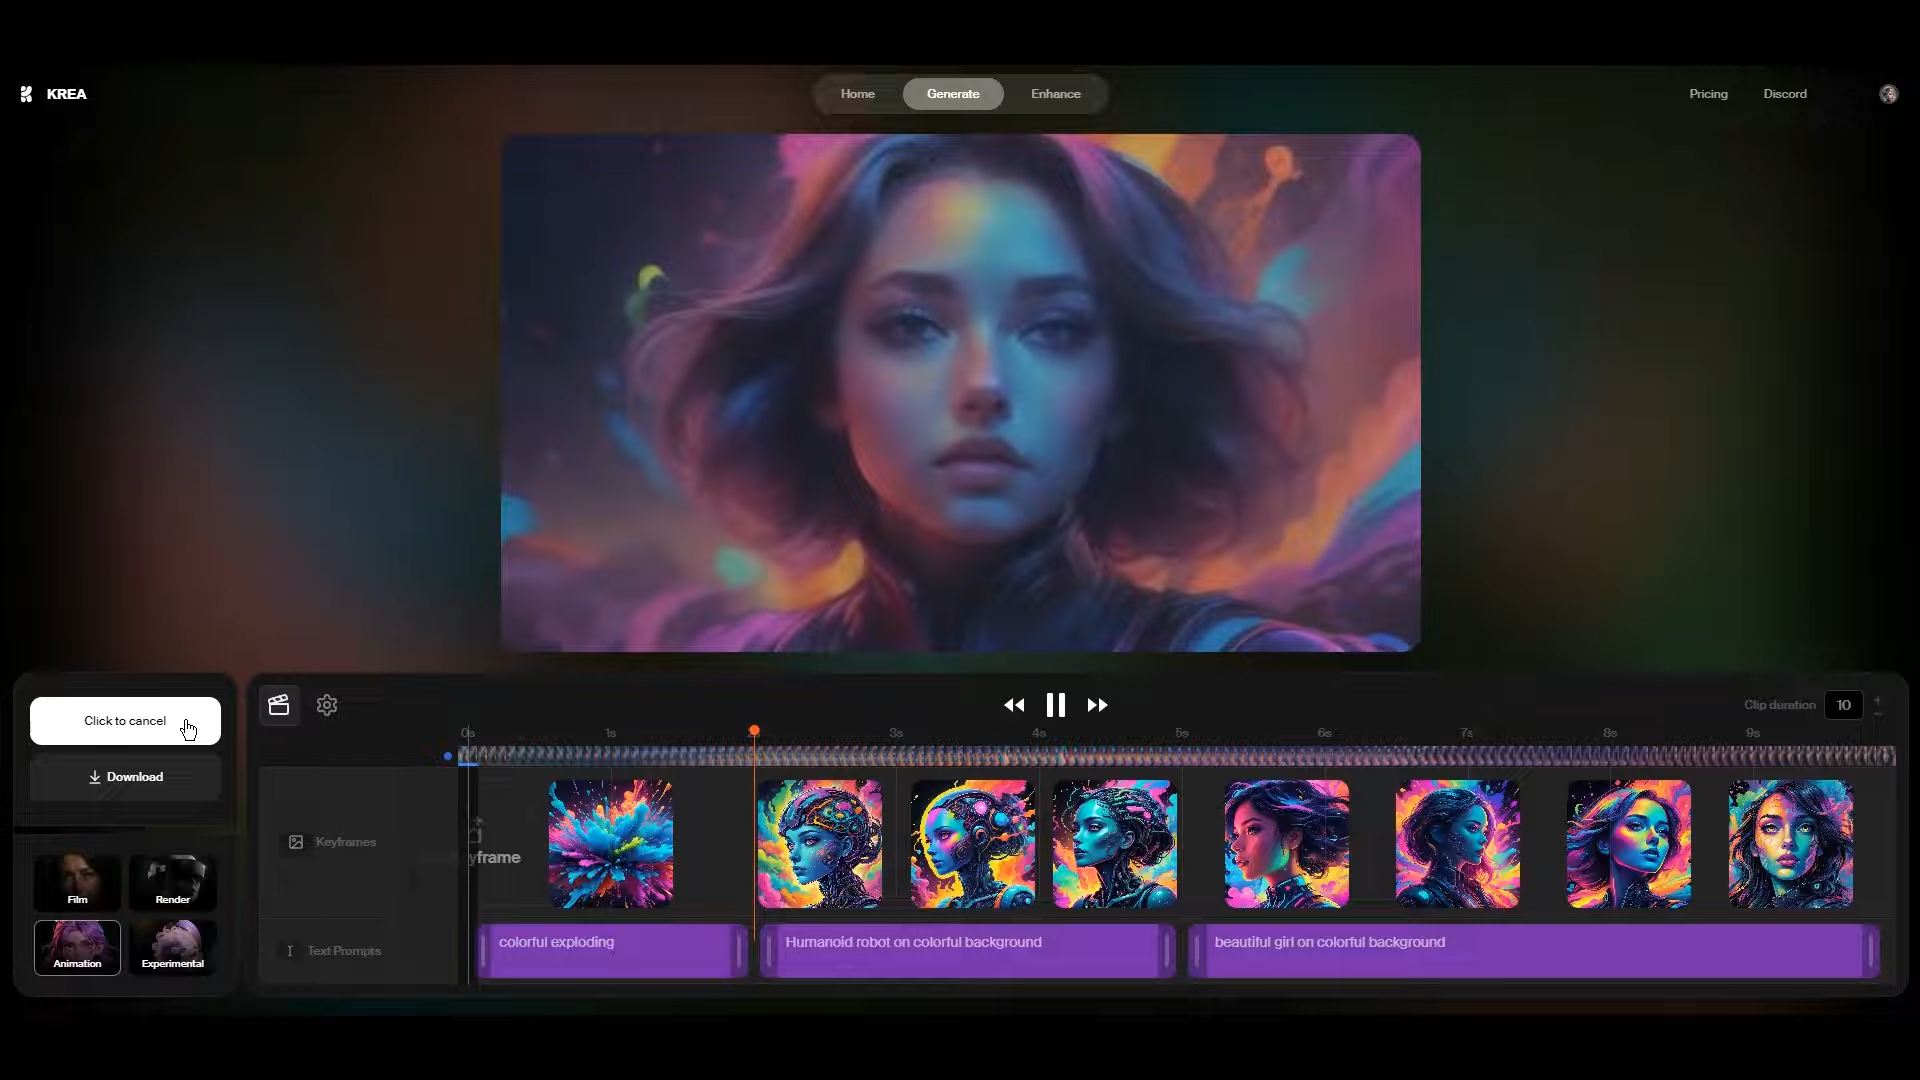 KREA
Home
Generate
Enhance
Pricing
Discord
Click to cancel
Download
Film
Render
Animation
Experimental
Clip duration
10
0s
1s
3s
4s
5s
6s
7s
8s
9s
Keyframes
yframe
Text Prompts
colorful exploding
Humanoid robot on colorful background
beautiful girl on colorful background